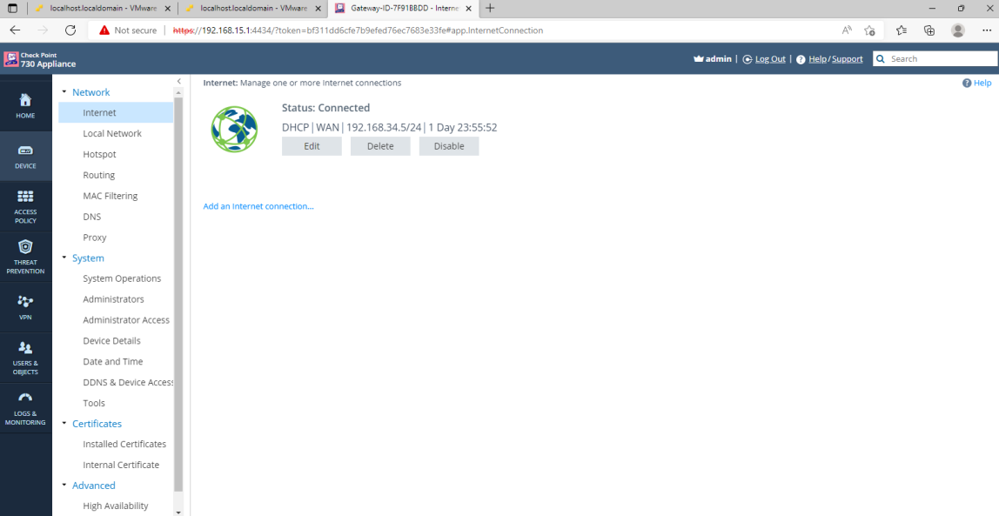 localhost.localdomain - VMware
localhost.localdomain - VMware
Gateway-ID-7F91BBDD - Interne
Not secure
https://192.168.15.1:4434/?token=bf311dd6cfe7b9efed76ec7683e33fe#app.InternetConnection
Check Point
730 Appliance
admin | Log Out | Help/Support
Search
HOME
DEVICE
ACCESS
POLICY
THREAT
PREVENTION
VPN
USERS &
OBJECTS
LOGS &
MONITORING
Network
Internet
Local Network
Hotspot
Routing
MAC Filtering
DNS
Proxy
System
System Operations
Administrators
Administrator Access
Device Details
Date and Time
DDNS & Device Access
Tools
Certificates
Installed Certificates
Internal Certificate
Advanced
High Availability
Internet: Manage one or more Internet connections
Help
Status: Connected
DHCP | WAN | 192.168.34.5/24 | 1 Day 23:55:52
Edit
Delete
Disable
Add an Internet connection...